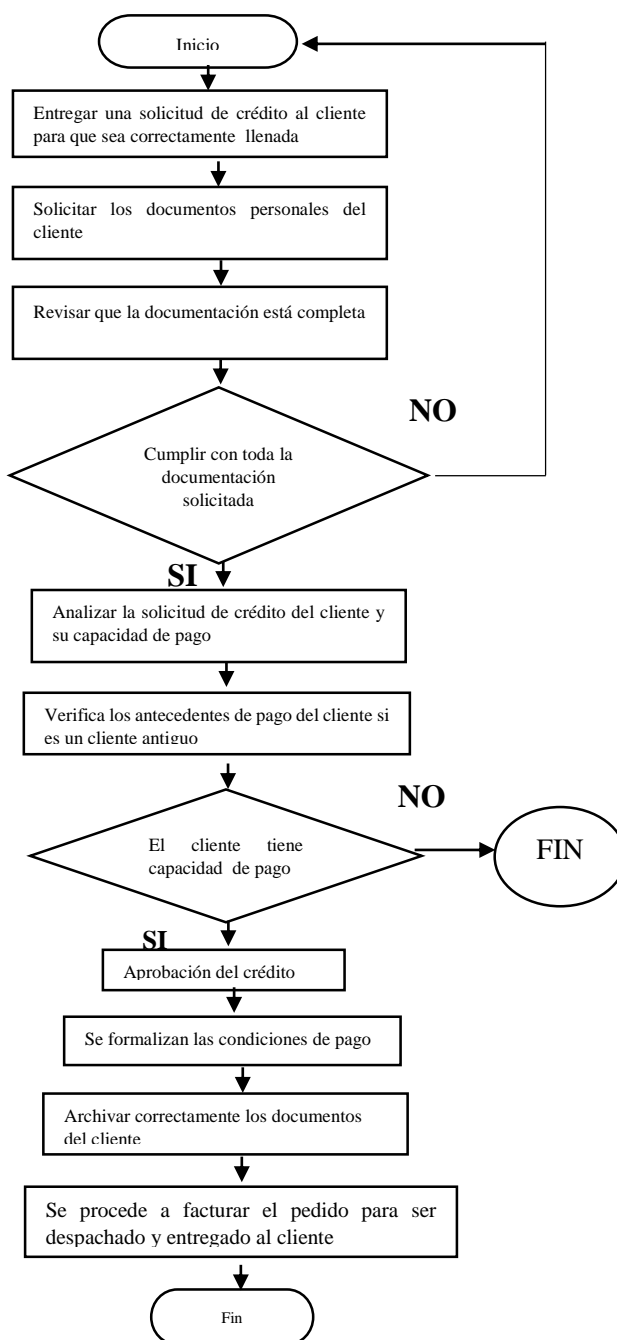 Inicio
Entregar una solicitud de crédito al cliente
para que sea correctamente llenada
Solicitar los documentos personales del
cliente
Revisar que la documentación está completa
NO
Cumplir con toda la
documentación
solicitada
SI
Analizar la solicitud de crédito del cliente y
su capacidad de pago
Verifica los antecedentes de pago del cliente si
es un cliente antiguo
NO
El cliente tiene
capacidad de pago
FIN
SI
Aprobación del crédito
Se formalizan las condiciones de pago
Archivar correctamente los documentos
del cliente
Se procede a facturar el pedido para ser
despachado y entregado al cliente
Fin